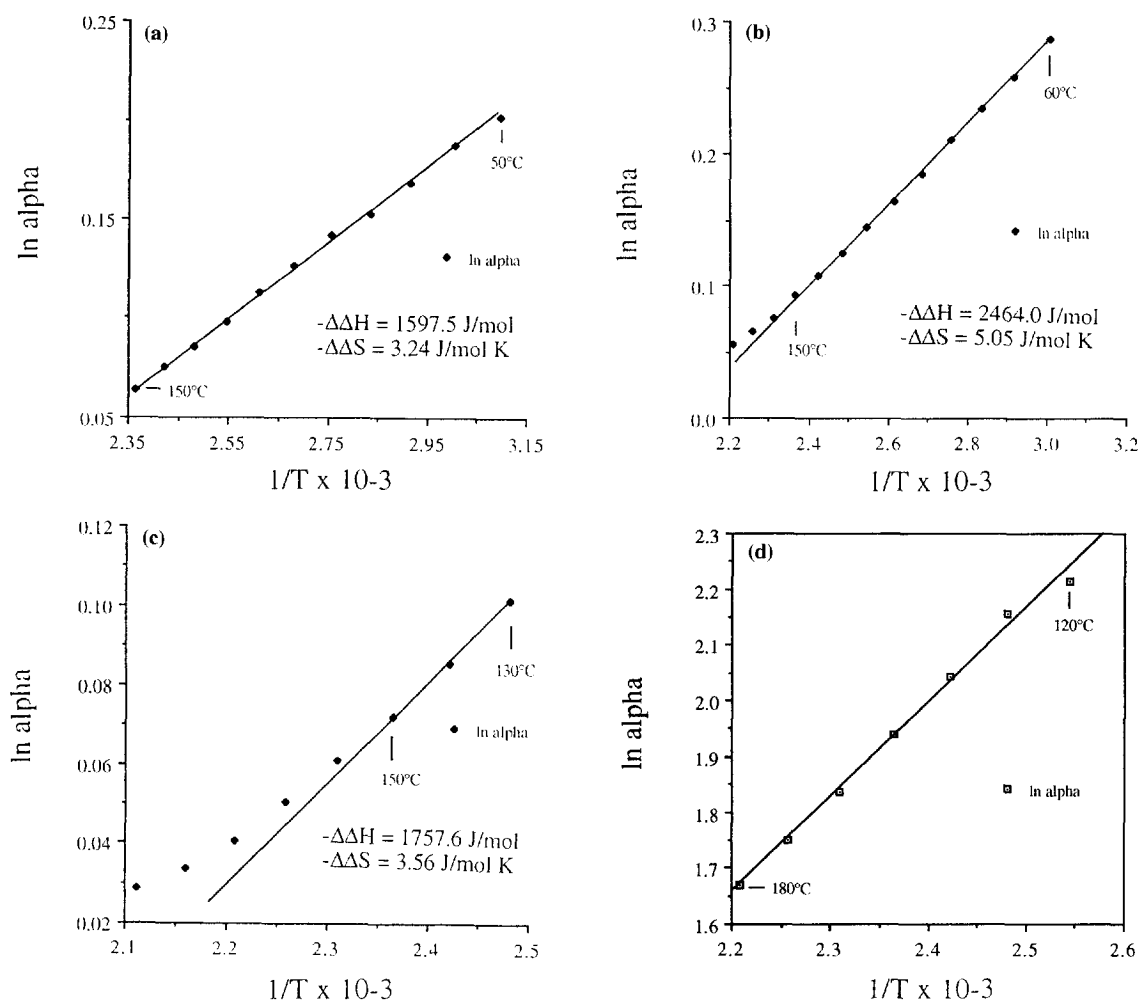 (a)
0.25
0.15
0.05
ln alpha
50°C
ln alpha
-ΔΔH = 1597.5 J/mol
-ΔΔS = 3.24 J/mol K
150°C
2.35 2.55 2.75 2.95 3.15
1/T x 10-3
(b)
0.3
0.2
0.1
0.0
ln alpha
60°C
ln alpha
-ΔΔH = 2464.0 J/mol
-ΔΔS = 5.05 J/mol K
150°C
2.2 2.4 2.6 2.8 3.0 3.2
1/T x 10-3
(c)
0.12
0.10
0.08
0.06
0.04
0.02
ln alpha
130°C
ln alpha
150°C
-ΔΔH = 1757.6 J/mol
-ΔΔS = 3.56 J/mol K
2.1 2.2 2.3 2.4 2.5
1/T x 10-3
(d)
2.3
2.2
2.1
2.0
1.9
1.8
1.7
1.6
ln alpha
120°C
ln alpha
180°C
2.2 2.3 2.4 2.5 2.6
1/T x 10-3